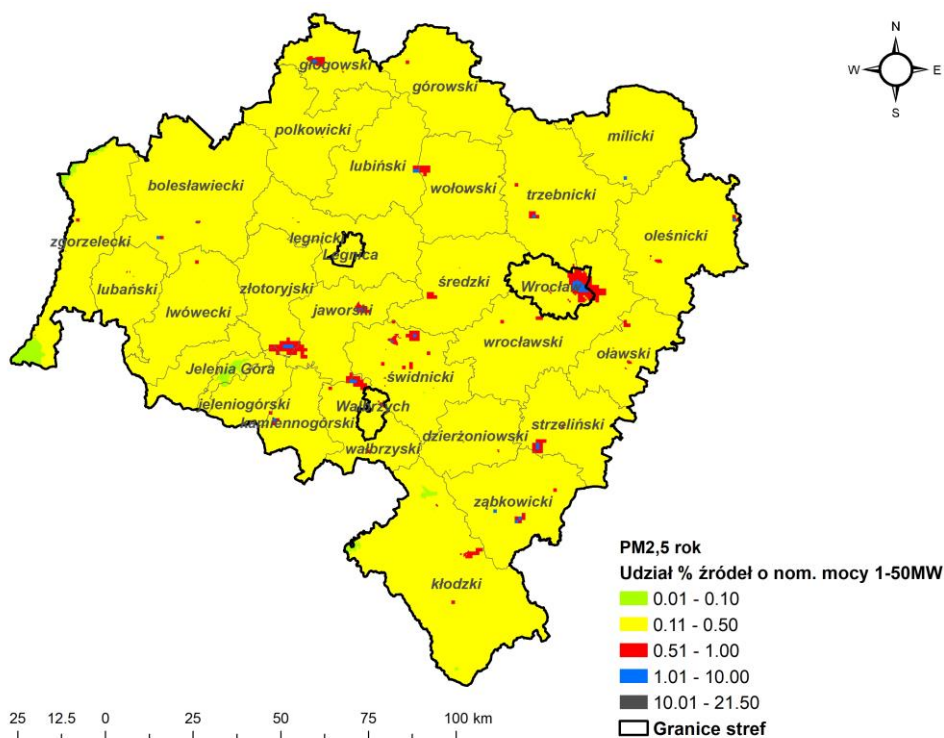 N
W
E
S
głogowski
górowski
polkowicki
milicki
lubiński
bolesławiecki
wołowski
trzebnicki
oleśnicki
zgorzelecki
legnicki
Legnica
lubański
złotoryjski
średzki
Wrocław
lwówecki
jaworski
wrocławski
oławski
Jelenia Góra
świdnicki
jeleniogórski
Wałbrzych
kamiennogórski
dzierżoniowski
strzeliński
wałbrzyski
ząbkowicki
kłodzki
PM2,5 rok
Udział % źródeł o nom. mocy 1-50MW
0.01 - 0.10
0.11 - 0.50
0.51 - 1.00
1.01 - 10.00
10.01 - 21.50
Granice stref
25 12.5 0 25 50 75 100 km